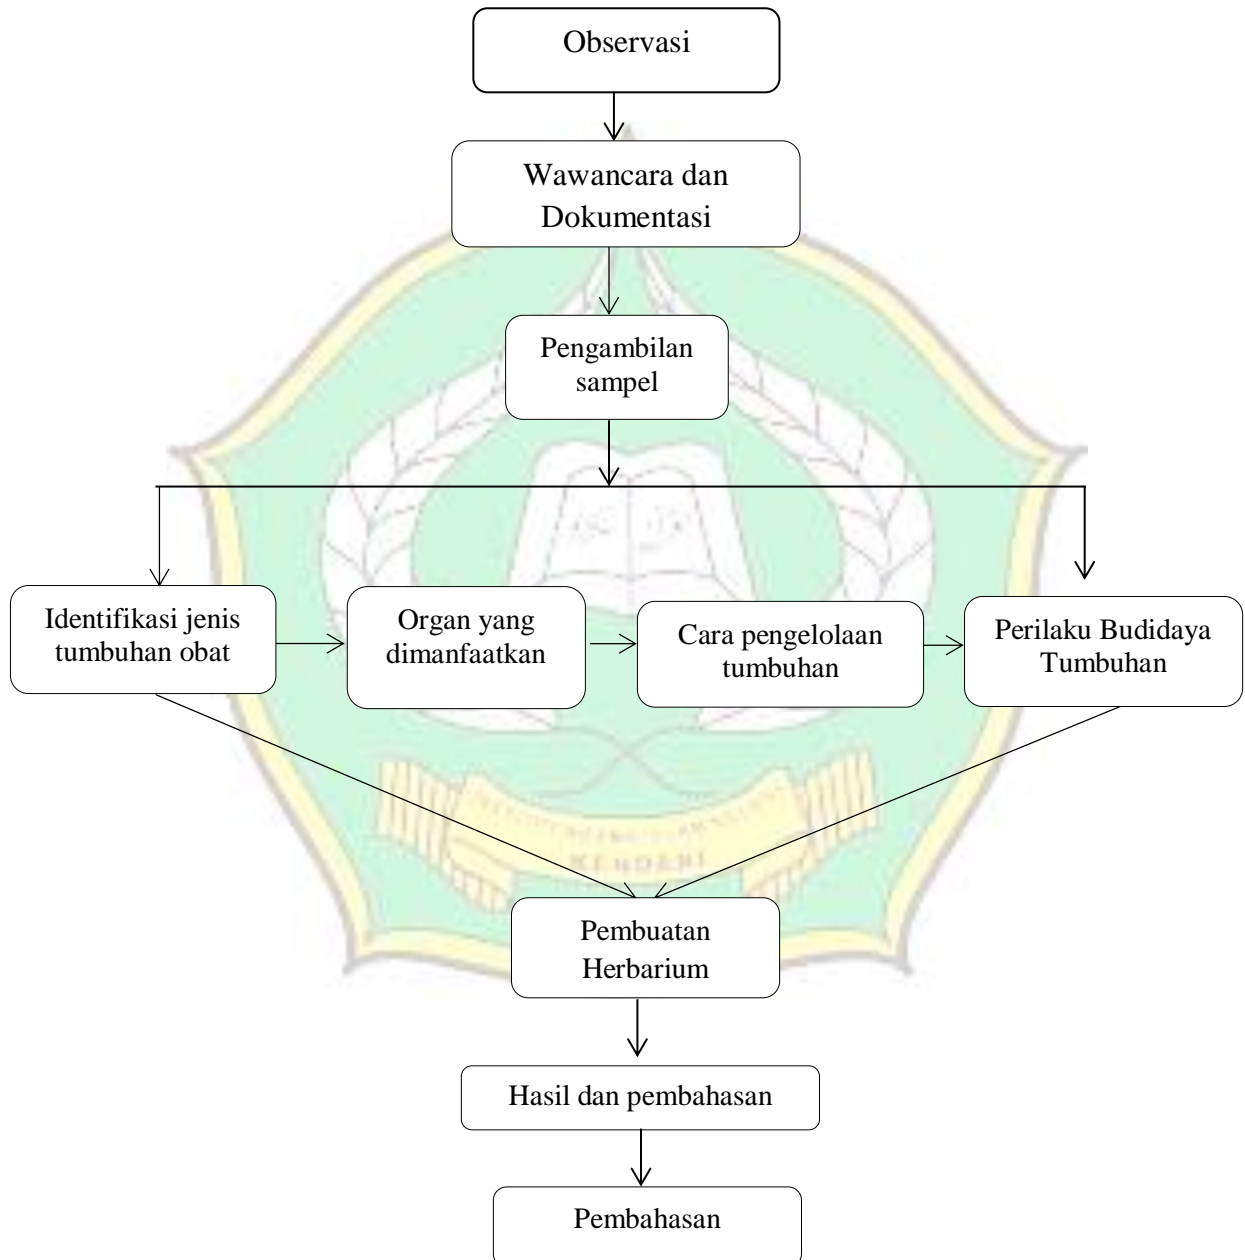 Observasi
Wawancara dan
Dokumentasi
Pengambilan
sampel
Identifikasi jenis
tumbuhan obat
Organ yang
dimanfaatkan
Cara pengelolaan
tumbuhan
Perilaku Budidaya
Tumbuhan
KENDARI
Pembuatan
Herbarium
Hasil dan pembahasan
Pembahasan